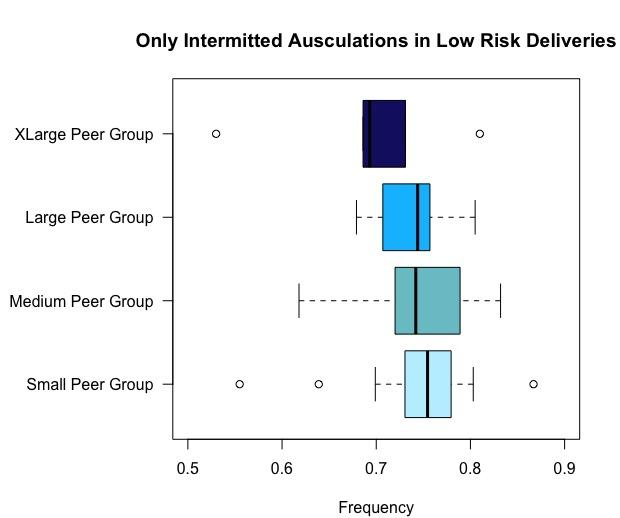 Only Intermitted Ausculations in Low Risk Deliveries
XLarge Peer Group
Large Peer Group
Medium Peer Group
Small Peer Group
0.5 0.6 0.7 0.8 0.9
Frequency